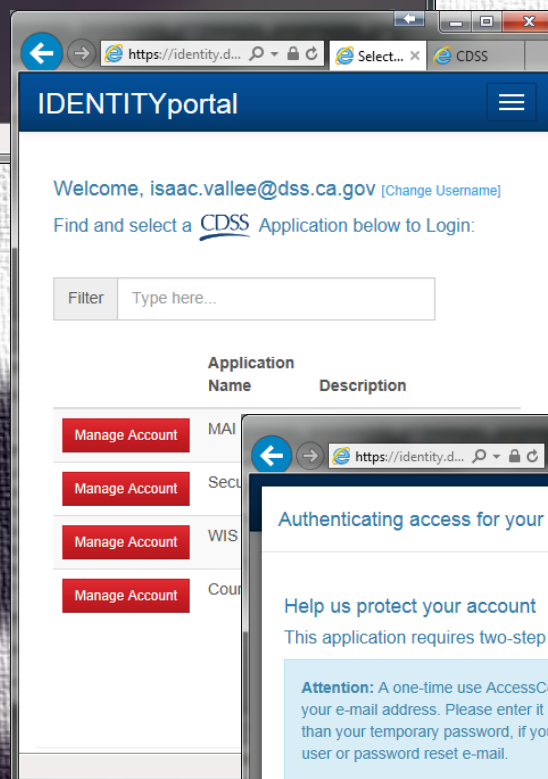 https://identity.d...
Select...
CDSS
IDENTITYportal
Welcome, isaac.vallee@dss.ca.gov [Change Username]
Find and select a CDSS Application below to Login:
Filter
Type here...
Application
Name
Description
Manage Account
MAI
Manage Account
Secu
Manage Account
WIS
Manage Account
Cour
https://identity.d...
Authenticating access for your
Help us protect your account
This application requires two-step
Attention: A one-time use AccessCo
your e-mail address. Please enter it
than your temporary password, if you
user or password reset e-mail.